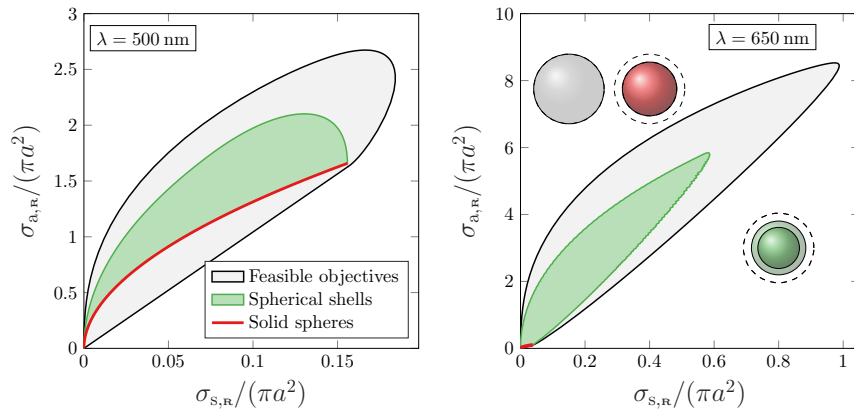 λ = 500 nm
3
2.5
2
1.5
1
0.5
0
σa,R/(πa²)
0 0.05 0.1 0.15
σS,R/(πa²)
Feasible objectives
Spherical shells
Solid spheres
λ = 650 nm
10
8
6
4
2
0
σa,R/(πa²)
0 0.2 0.4 0.6 0.8 1
σS,R/(πa²)